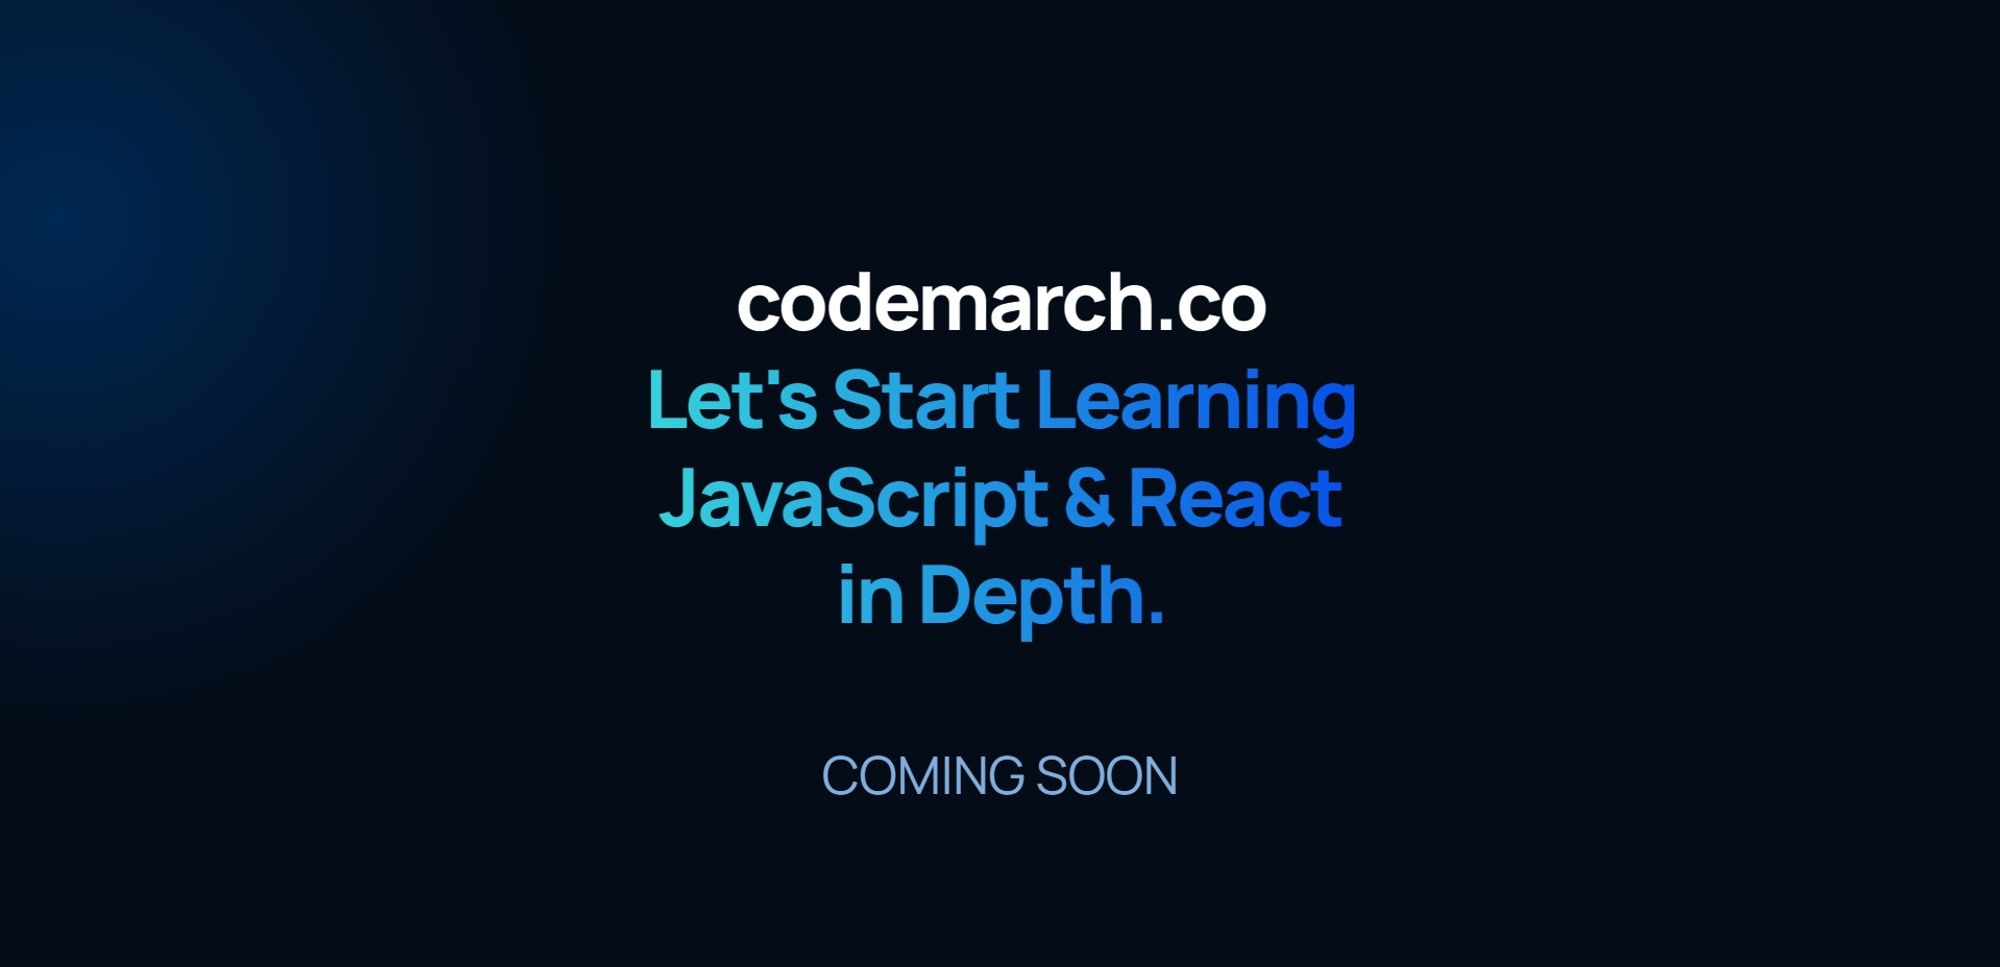 codemarch.co
Let's Start Learning
JavaScript & React
in Depth.
COMING SOON